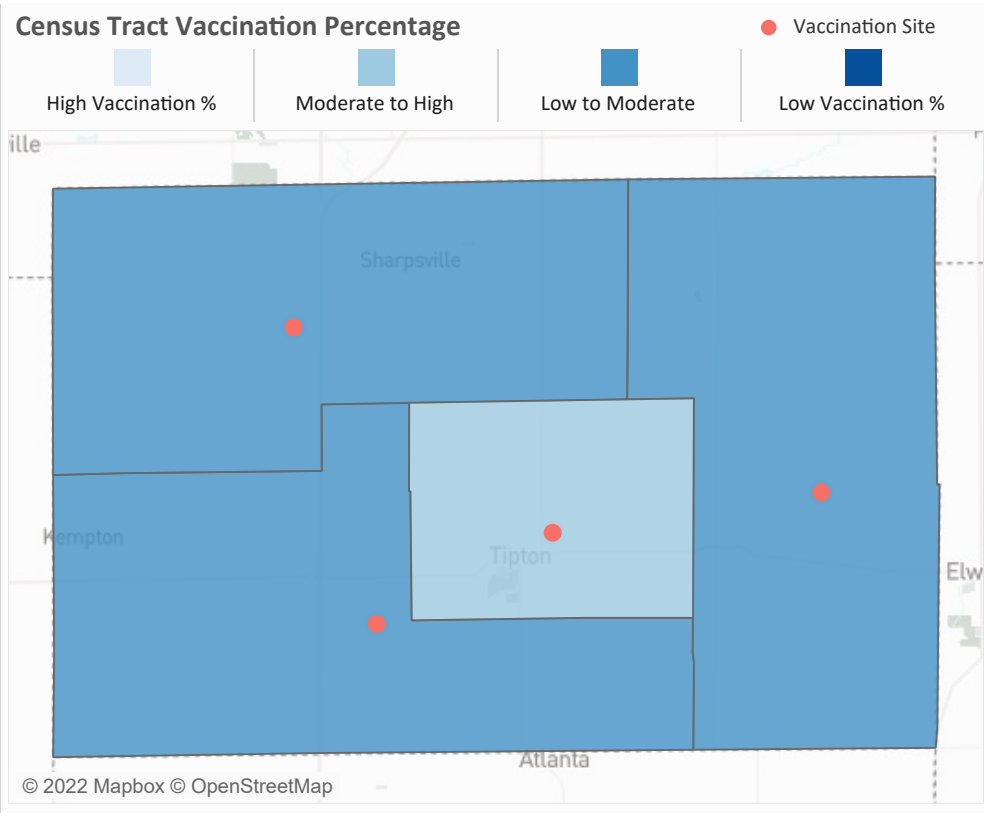 Census Tract Vaccination Percentage
Vaccination Site
High Vaccination %
Moderate to High
Low to Moderate
Low Vaccination %
ille
Sharpsville
Kempton
Tipton
Elw
Atlanta
© 2022 Mapbox © OpenStreetMap